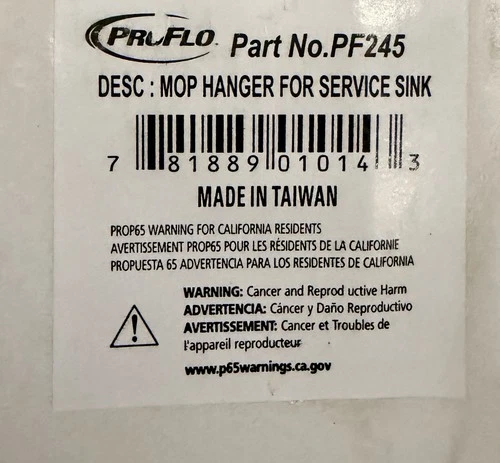 PROFLO Part No.PF245
DESC : MOP HANGER FOR SERVICE SINK
7 81889 01014 3
MADE IN TAIWAN
PROP65 WARNING FOR CALIFORNIA RESIDENTS
AVERTISSEMENT PROP65 POUR LES RÉSIDENTS DE LA CALIFORNIE
PROPUESTA 65 ADVERTENCIA PARA LOS RESIDENTES DE CALIFORNIA
WARNING: Cancer and Reprod uctive Harm
ADVERTENCIA: Cáncer y Daño Reproductivo
AVERTISSEMENT: Cancer et Troubles de
l'appareil reproducteur
www.p65warnings.ca.gov